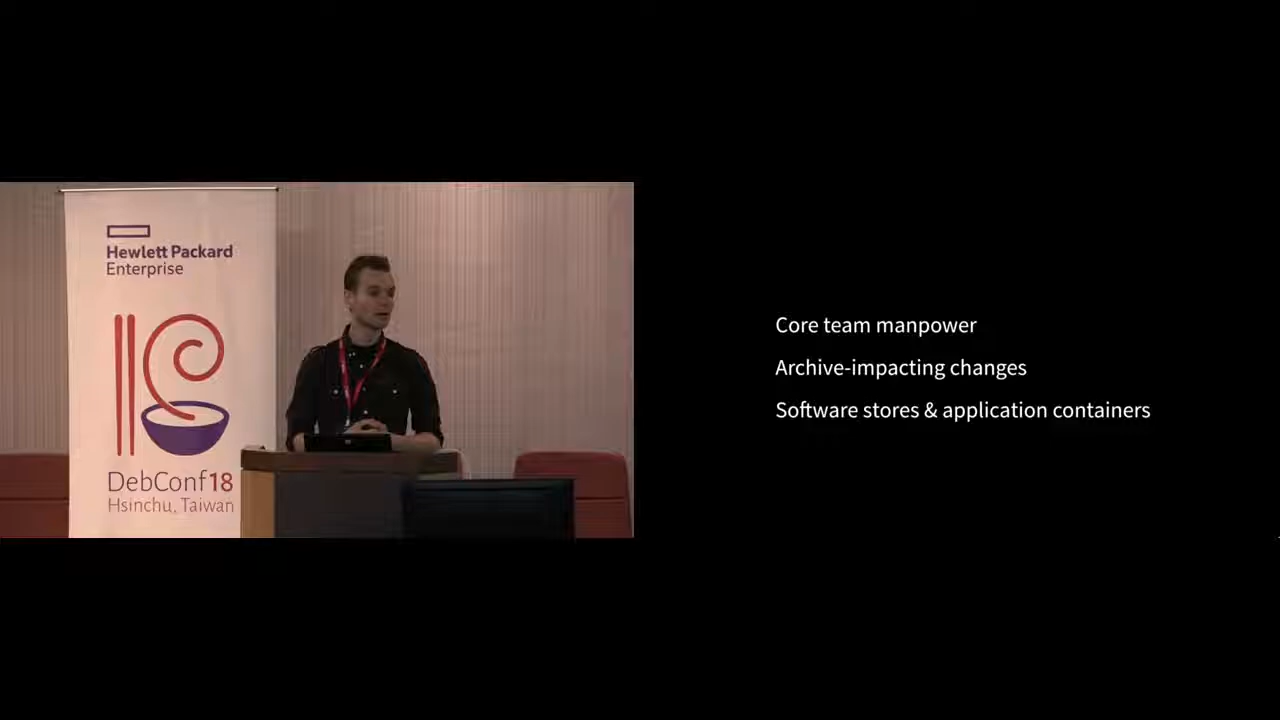 Hewlett Packard
Enterprise
DebConf18
Hsinchu, Taiwan
Core team manpower
Archive-impacting changes
Software stores & application containers